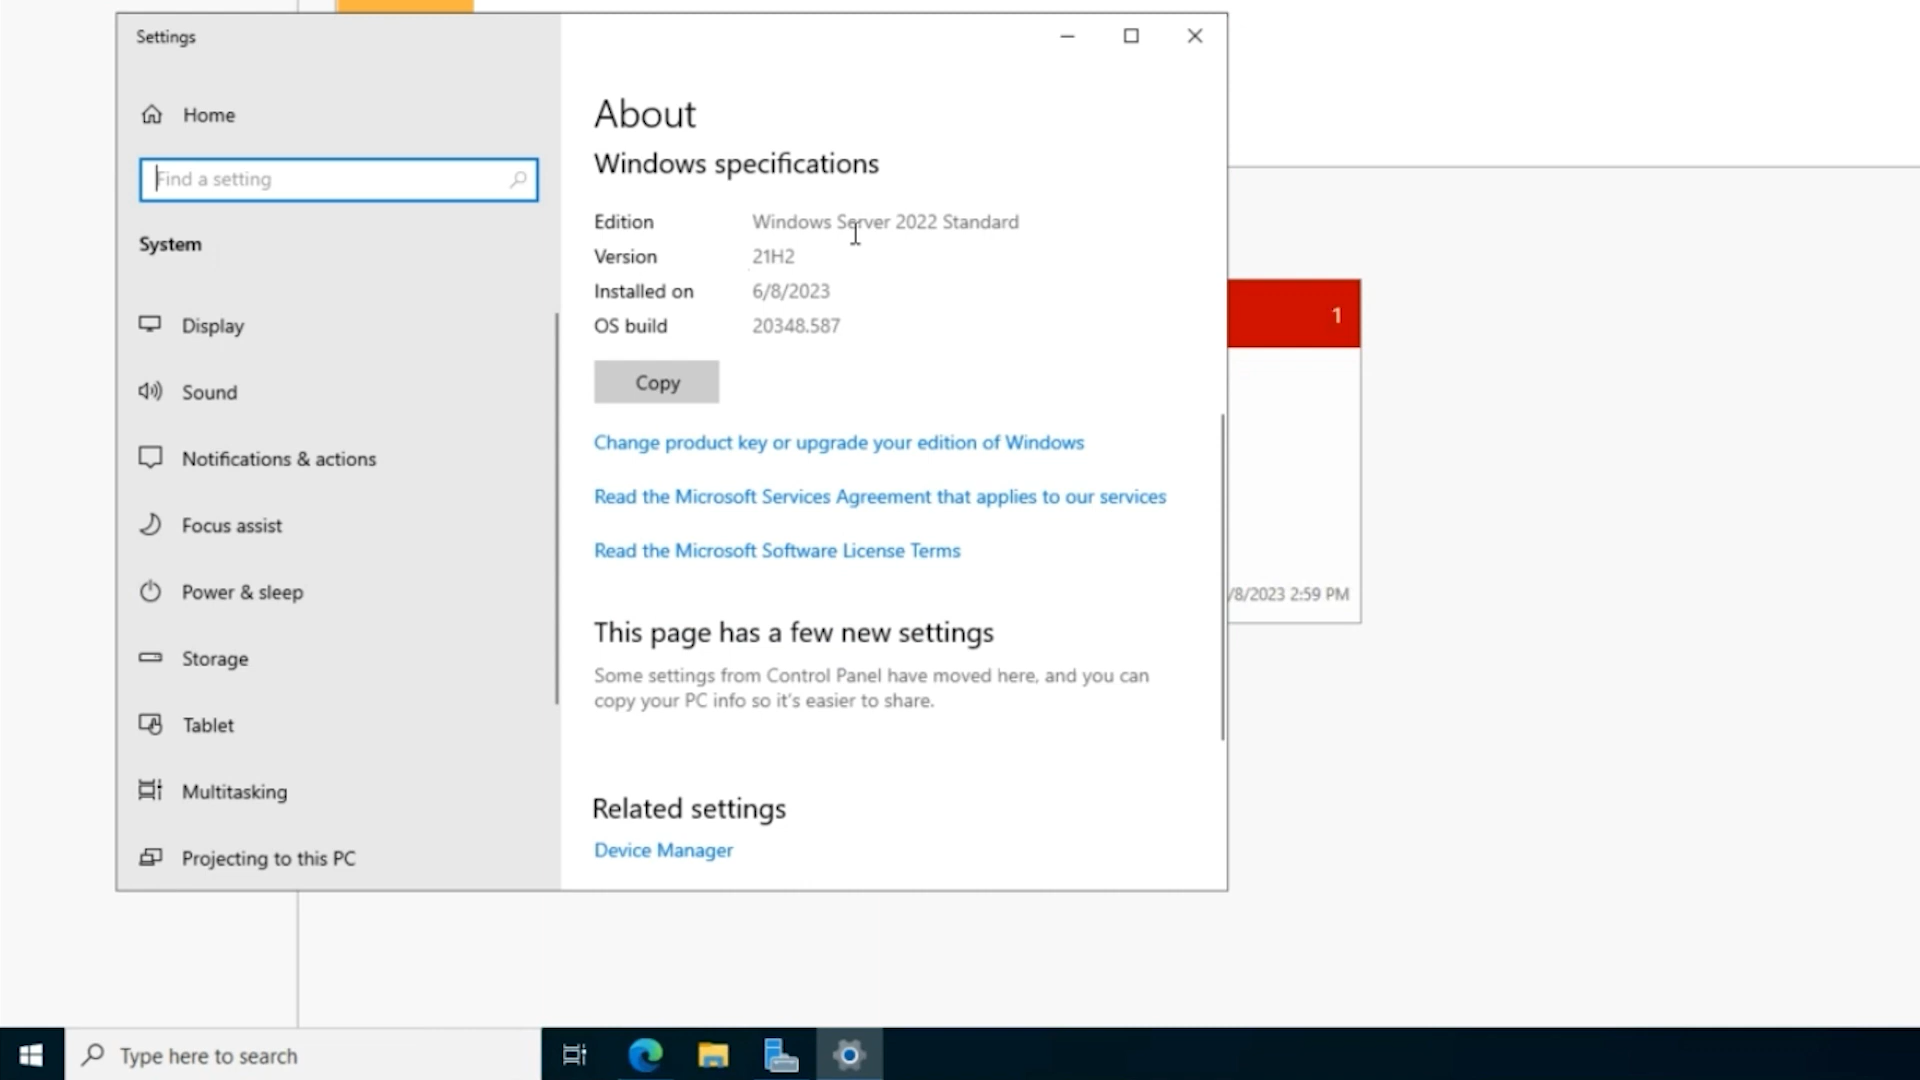 Settings
Home
Find a setting
System
Display
Sound
Notifications & actions
Focus assist
Power & sleep
Storage
Tablet
Multitasking
Projecting to this PC
About
Windows specifications
Edition Windows Server 2022 Standard
Version 21H2
Installed on 6/8/2023
OS build 20348.587
Copy
Change product key or upgrade your edition of Windows
Read the Microsoft Services Agreement that applies to our services
Read the Microsoft Software License Terms
This page has a few new settings
Some settings from Control Panel have moved here, and you can
copy your PC info so it's easier to share.
Related settings
Device Manager
1
/8/2023 2:59 PM
Type here to search